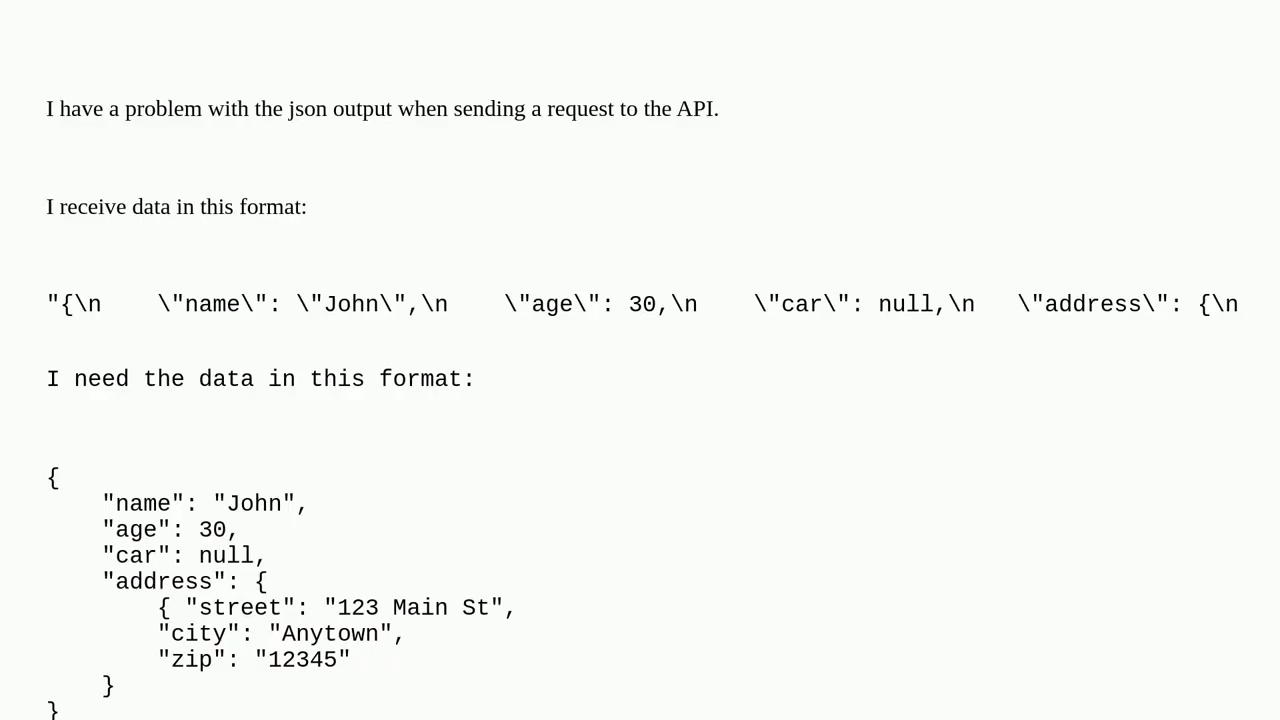 I have a problem with the json output when sending a request to the API.
I receive data in this format:
"{\n    \"name\": \"John\",\n    \"age\": 30,\n    \"car\": null,\n   \"address\": {\n
I need the data in this format:
{
    "name": "John",
    "age": 30,
    "car": null,
    "address": {
        { "street": "123 Main St",
        "city": "Anytown",
        "zip": "12345"
    }
}